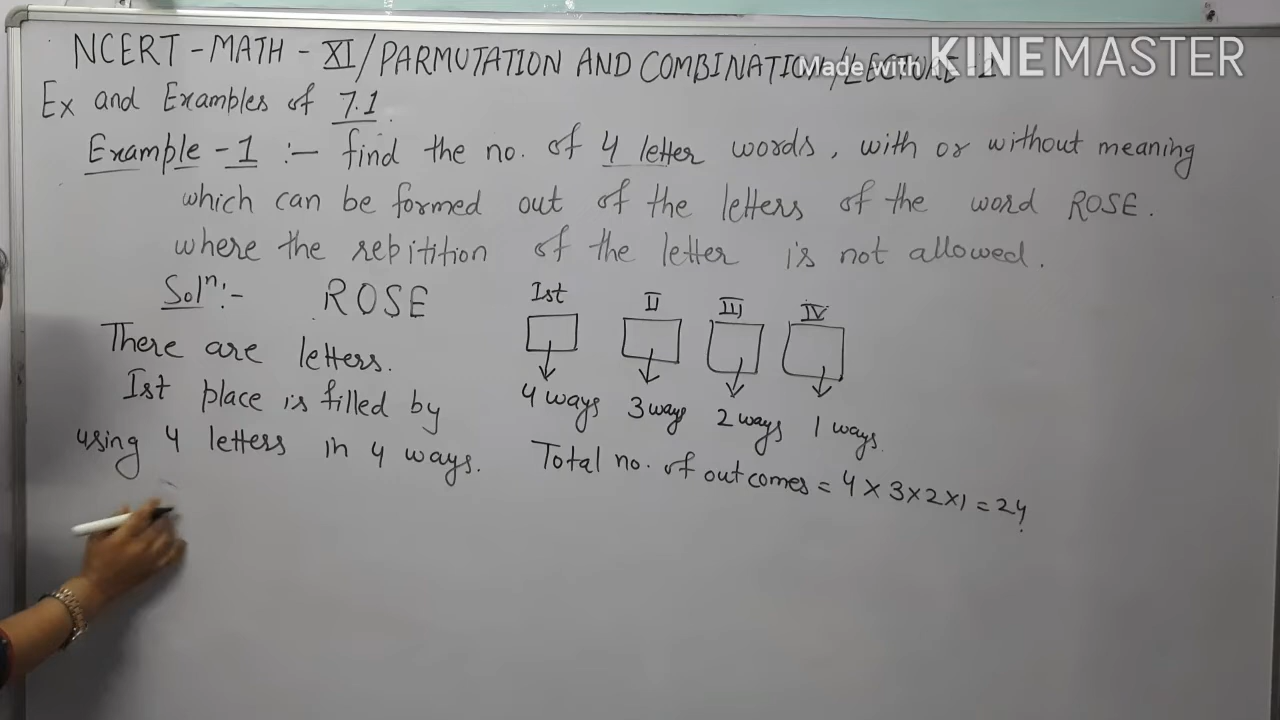 NCERT - MATH - XI / PARMUTATION AND COMBINATION / LECTURE - 2
Made with KINEMASTER
Ex and Examples of 7.1.
Example - 1 :- find the no. of 4 letter words, with or without meaning
which can be formed out of the letters of the word ROSE.
where the repitition of the letter is not allowed.
Solⁿ:- ROSE
There are letters.
Ist place is filled by
using 4 letters in 4 ways.
Ist II III IV
4 ways 3 ways 2 ways 1 ways.
Total no. of outcomes = 4 × 3 × 2 × 1 = 24